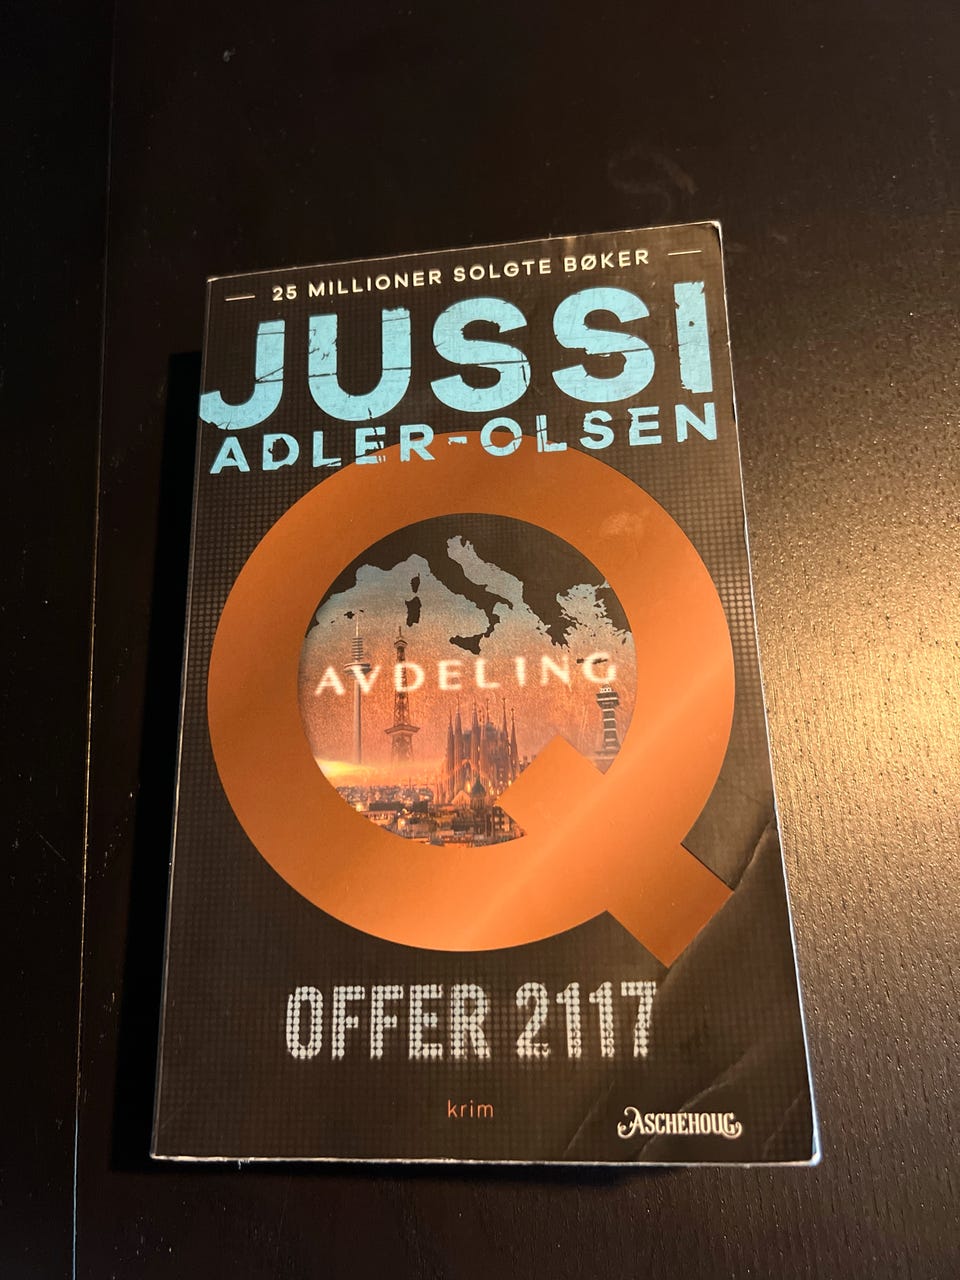 25 MILLIONER SOLGTE BØKER
JUSSI
ADLER-OLSEN
Q
AVDELING
OFFER 2117
krim
ASCHEHOUG